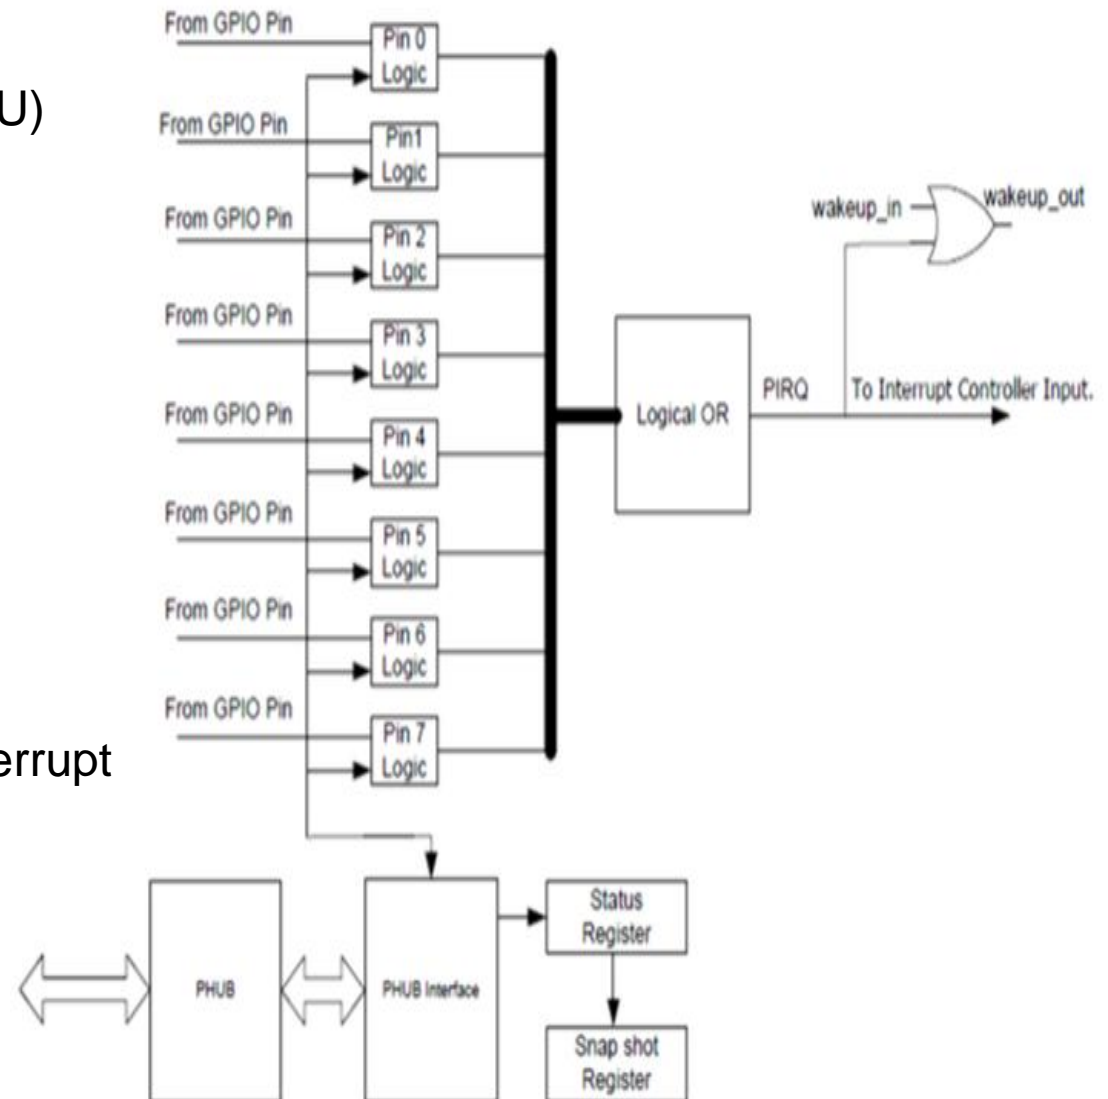 From GPIO Pin
Pin 0
Logic
U)
From GPIO Pin
Pin1
Logic
From GPIO Pin
Pin 2
Logic
wakeup_in
wakeup_out
From GPIO Pin
Pin 3
Logic
Logical OR
PIRQ
To Interrupt Controller Input.
From GPIO Pin
Pin 4
Logic
From GPIO Pin
Pin 5
Logic
From GPIO Pin
Pin 6
Logic
From GPIO Pin
Pin 7
Logic
errupt
PHUB
PHUB Interface
Status
Register
Snap shot
Register